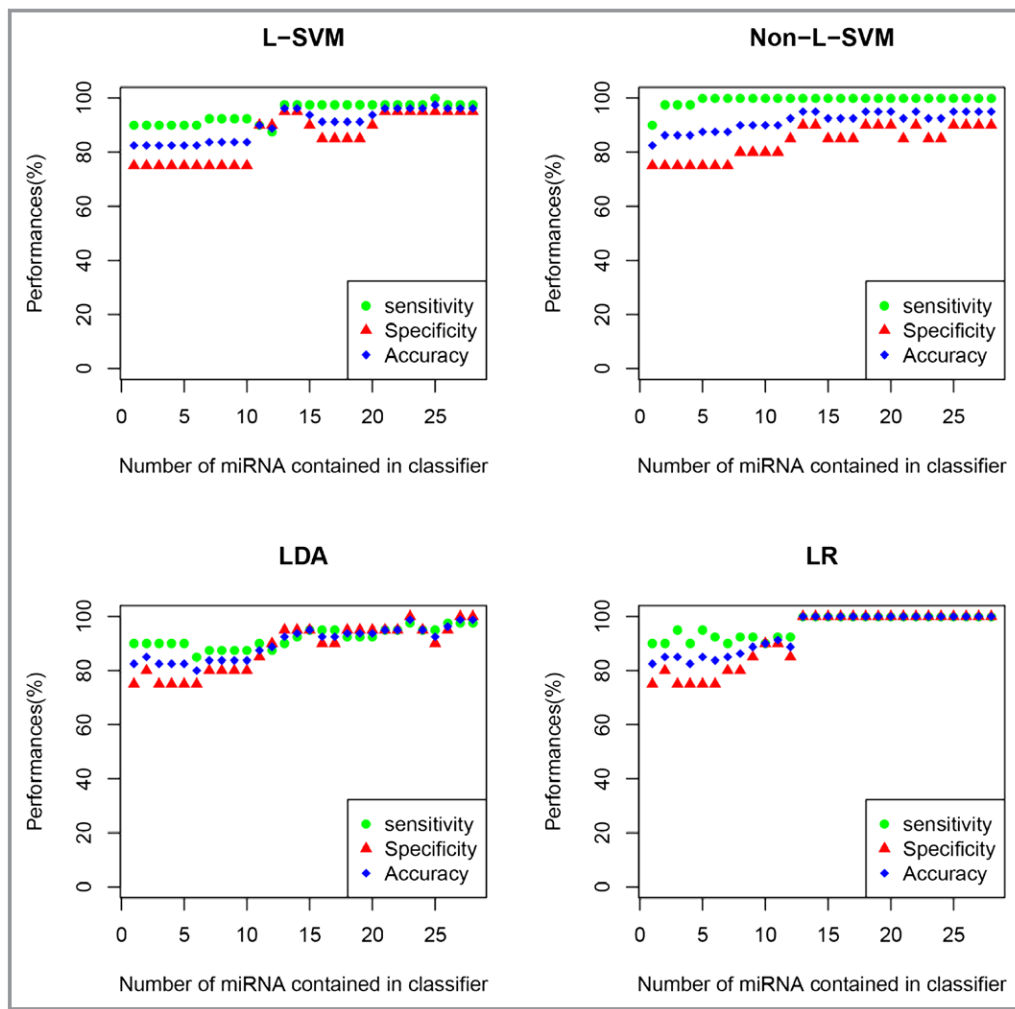 L-SVM
Performances(%)
100
80
60
40
20
0
sensitivity
Specificity
Accuracy
0 5 10 15 20 25
Number of miRNA contained in classifier
Non-L-SVM
Performances(%)
100
80
60
40
20
0
sensitivity
Specificity
Accuracy
0 5 10 15 20 25
Number of miRNA contained in classifier
LDA
Performances(%)
100
80
60
40
20
0
sensitivity
Specificity
Accuracy
0 5 10 15 20 25
Number of miRNA contained in classifier
LR
Performances(%)
100
80
60
40
20
0
sensitivity
Specificity
Accuracy
0 5 10 15 20 25
Number of miRNA contained in classifier